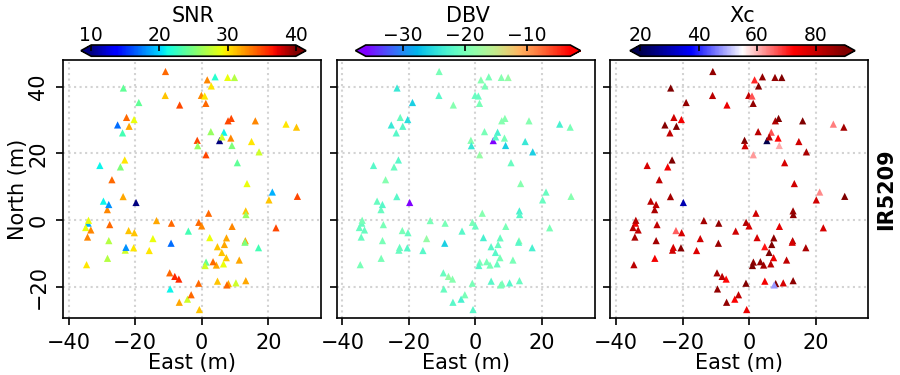 SNR DBV Xc
10 20 30 40 −30 −20 −10 20 40 60 80
40
20
0
−20
North (m)
IR5209
−40 −20 0 20 −40 −20 0 20 −40 −20 0 20
East (m) East (m) East (m)